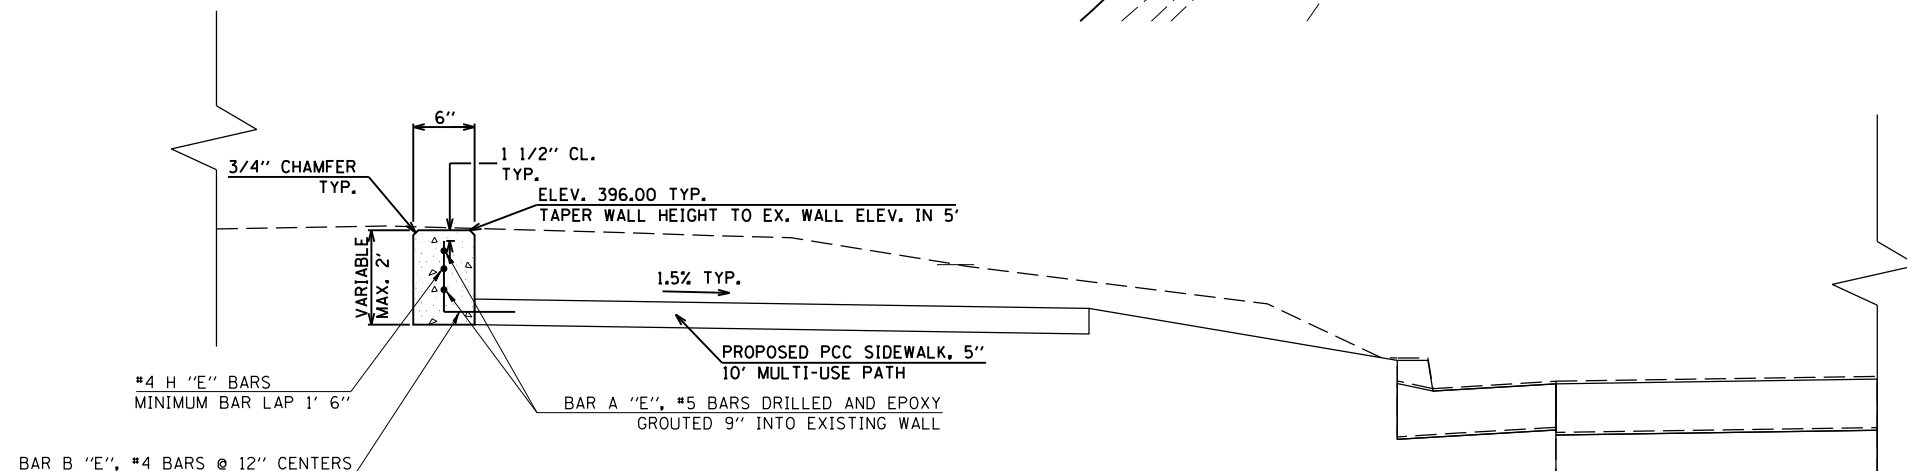 6"
1 1/2" CL.
TYP.
3/4" CHAMFER
TYP.
ELEV. 396.00 TYP.
TAPER WALL HEIGHT TO EX. WALL ELEV. IN 5'
VARIABLE
MAX. 2'
1.5% TYP.
PROPOSED PCC SIDEWALK, 5"
10' MULTI-USE PATH
#4 H "E" BARS
MINIMUM BAR LAP 1' 6"
BAR A "E", #5 BARS DRILLED AND EPOXY
GROUTED 9" INTO EXISTING WALL
BAR B "E", #4 BARS @ 12" CENTERS